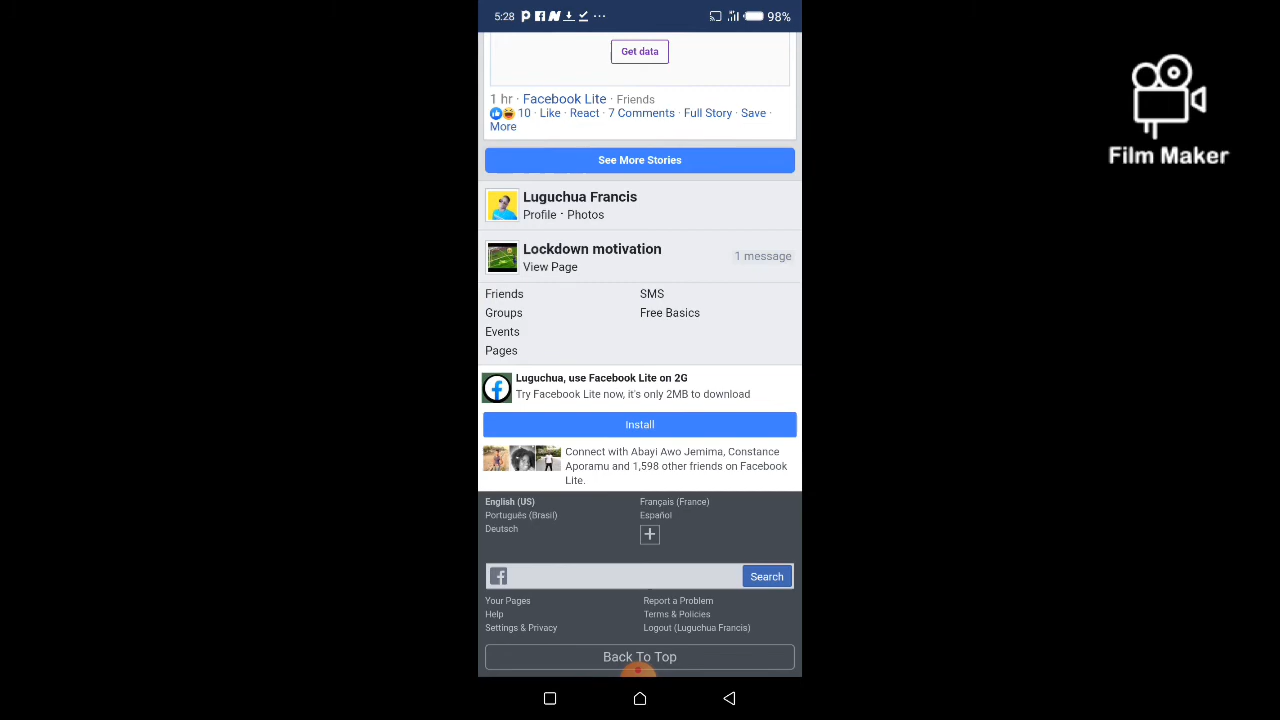 5:28
98%
Get data
1 hr · Facebook Lite · Friends
10 · Like · React · 7 Comments · Full Story · Save ·
More
See More Stories
Luguchua Francis
Profile · Photos
Lockdown motivation
View Page
1 message
Friends
SMS
Groups
Free Basics
Events
Pages
Luguchua, use Facebook Lite on 2G
Try Facebook Lite now, it's only 2MB to download
Install
Connect with Abayi Awo Jemima, Constance
Aporamu and 1,598 other friends on Facebook
Lite.
English (US)
Français (France)
Português (Brasil)
Español
Deutsch
Search
Your Pages
Report a Problem
Help
Terms & Policies
Settings & Privacy
Logout (Luguchua Francis)
Back To Top
Film Maker